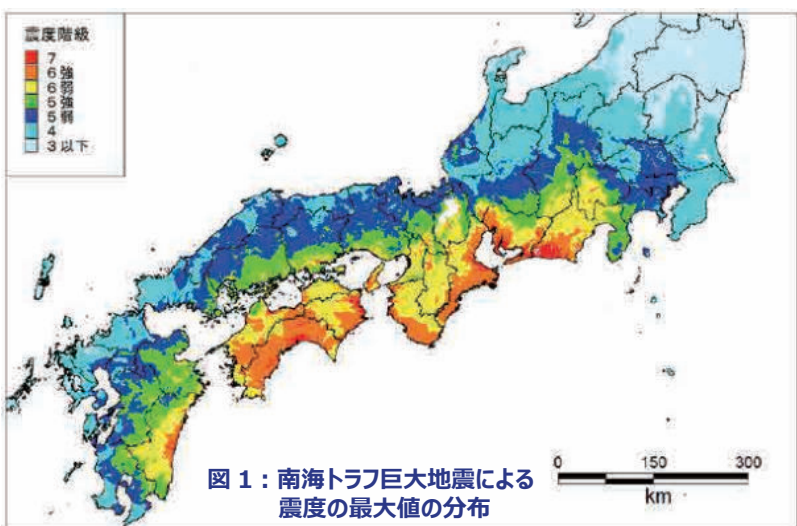 震度階級
7
6強
6弱
5強
5弱
4
3以下
図 1：南海トラフ巨大地震による
震度の最大値の分布
0 150 300
km